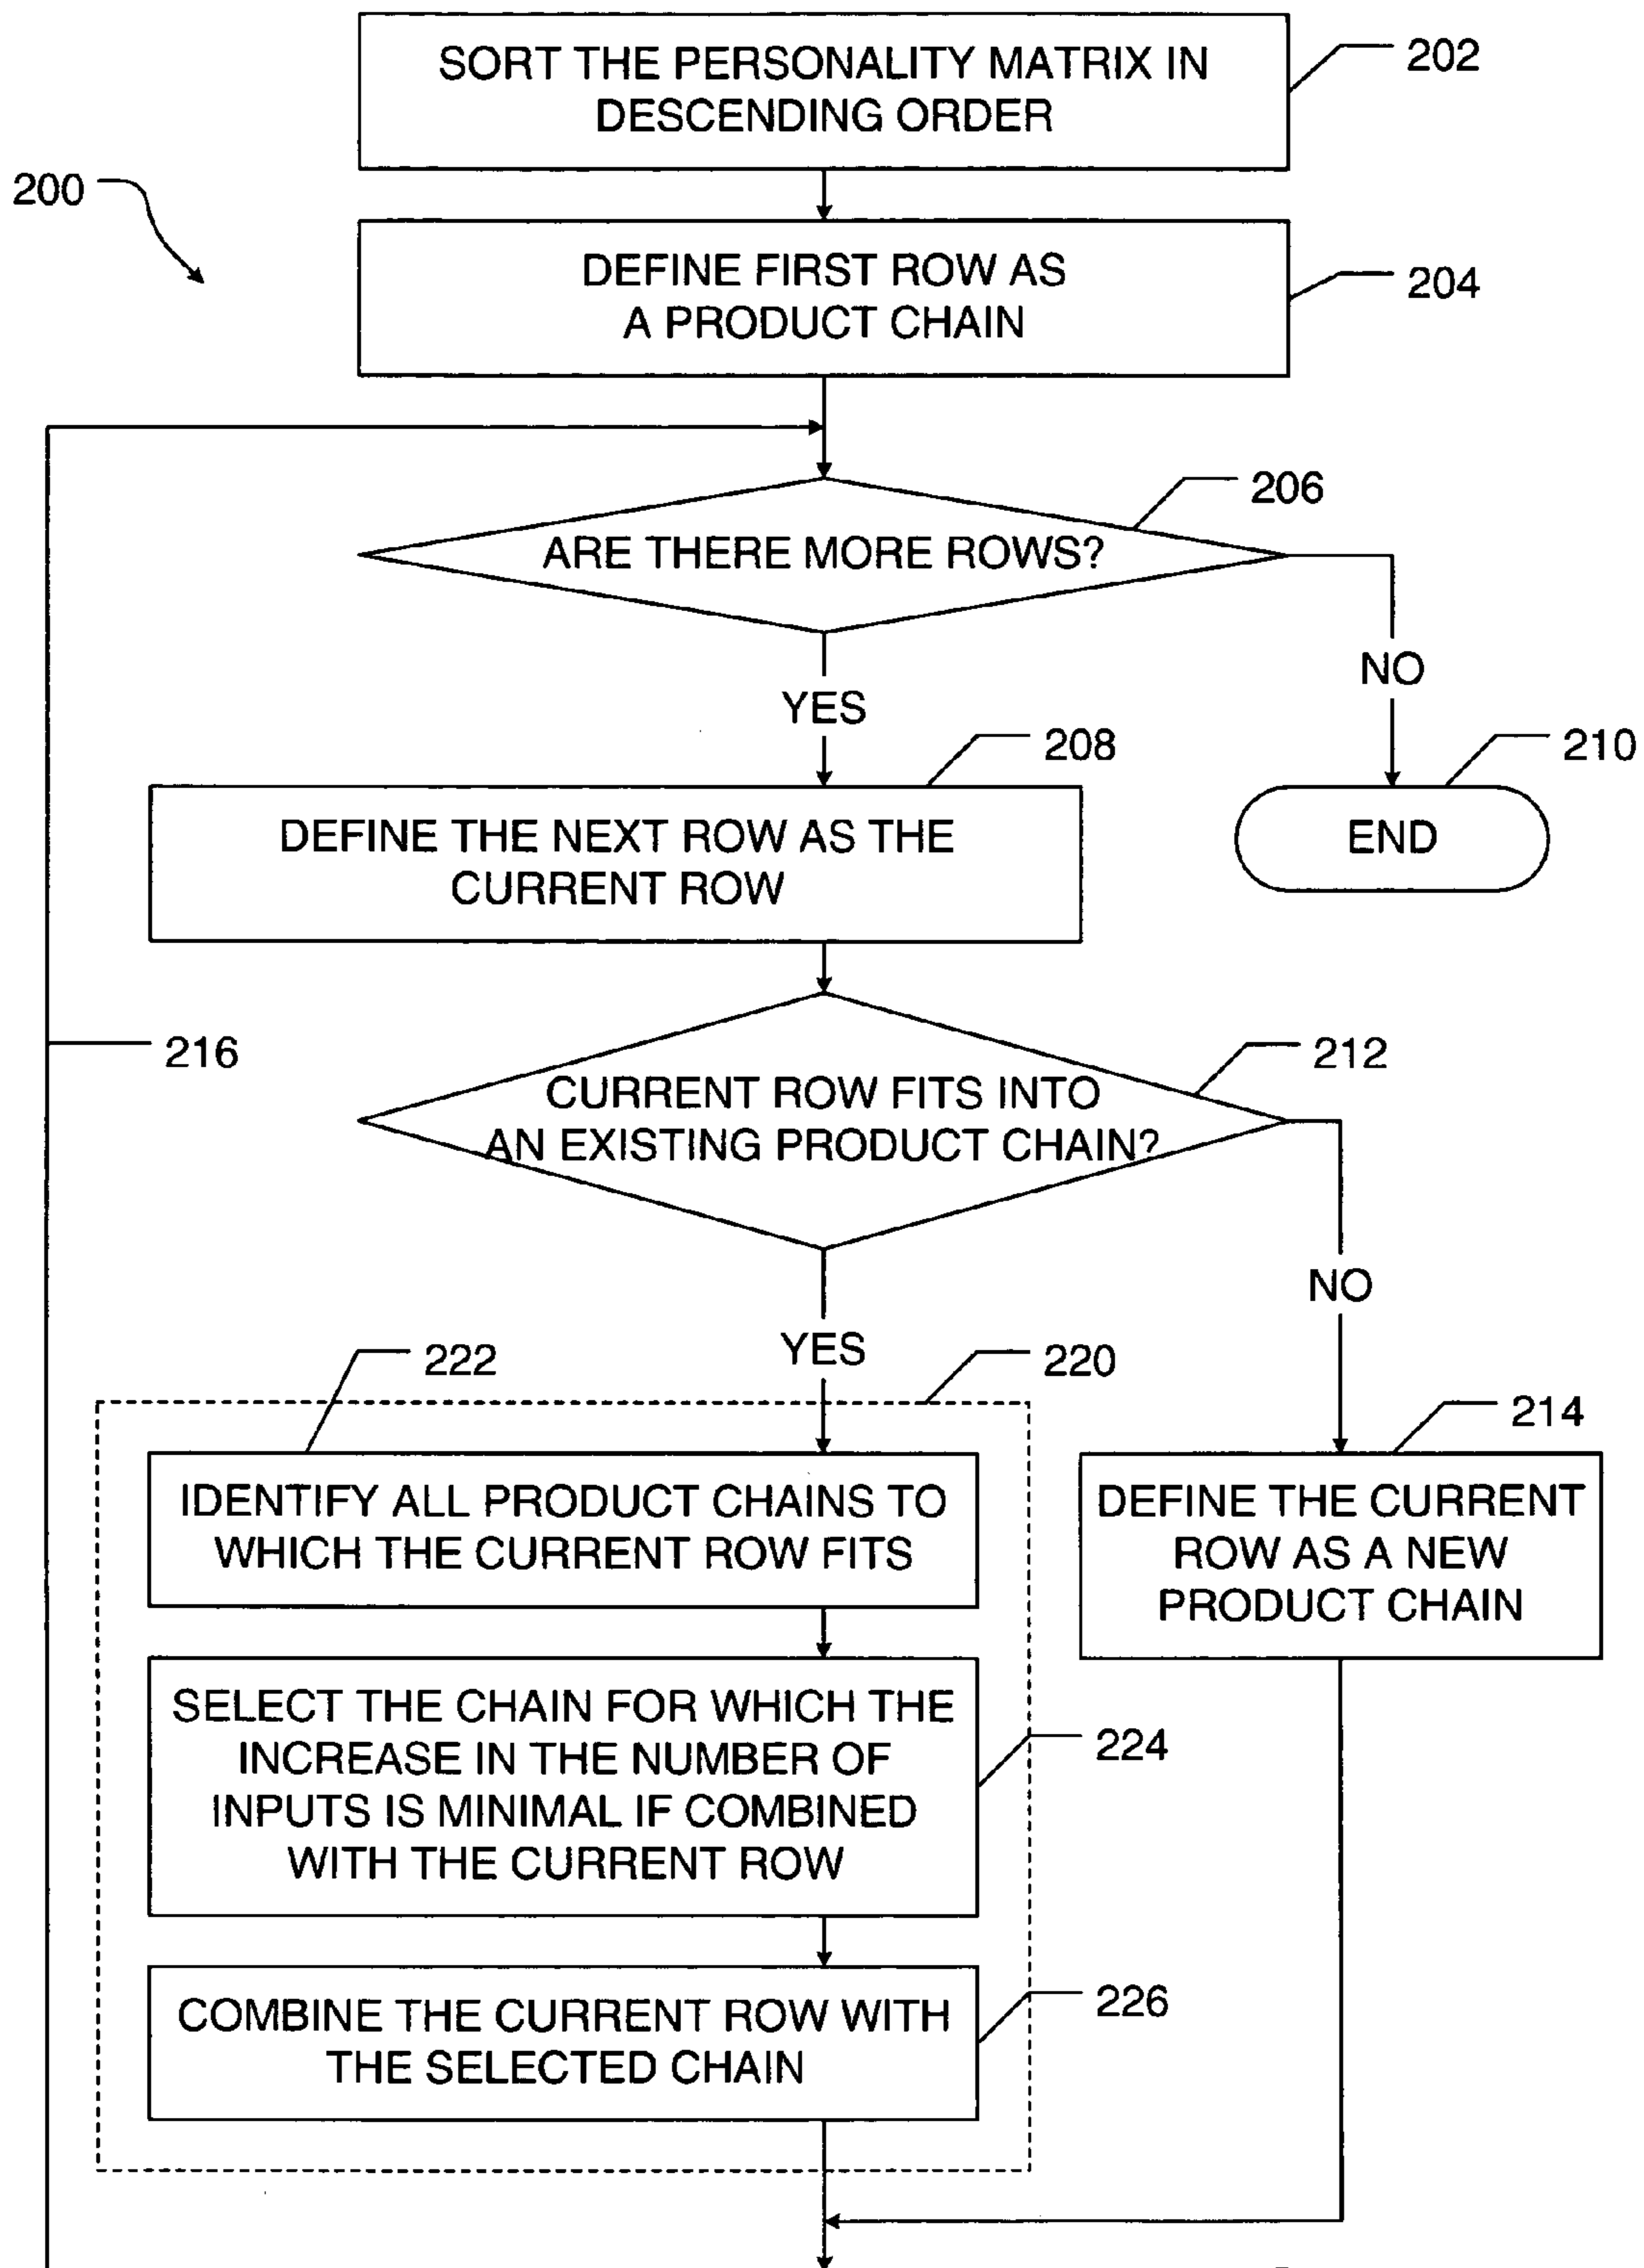 SORT THE PERSONALITY MATRIX IN
DESCENDING ORDER
202
200
DEFINE FIRST ROW AS
A PRODUCT CHAIN
204
206
ARE THERE MORE ROWS?
NO
YES
208
210
DEFINE THE NEXT ROW AS THE
CURRENT ROW
END
216
212
CURRENT ROW FITS INTO
AN EXISTING PRODUCT CHAIN?
NO
YES
222
220
214
IDENTIFY ALL PRODUCT CHAINS TO
WHICH THE CURRENT ROW FITS
DEFINE THE CURRENT
ROW AS A NEW
PRODUCT CHAIN
SELECT THE CHAIN FOR WHICH THE
INCREASE IN THE NUMBER OF
INPUTS IS MINIMAL IF COMBINED
WITH THE CURRENT ROW
224
COMBINE THE CURRENT ROW WITH
THE SELECTED CHAIN
226